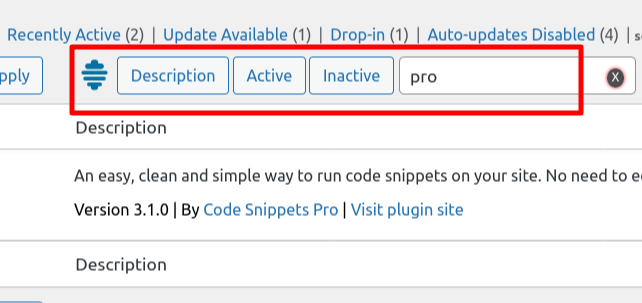 Recently Active (2) | Update Available (1) | Drop-in (1) | Auto-updates Disabled (4) |
pply Description Active Inactive pro X
Description
An easy, clean and simple way to run code snippets on your site. No need to e
Version 3.1.0 | By Code Snippets Pro | Visit plugin site
Description